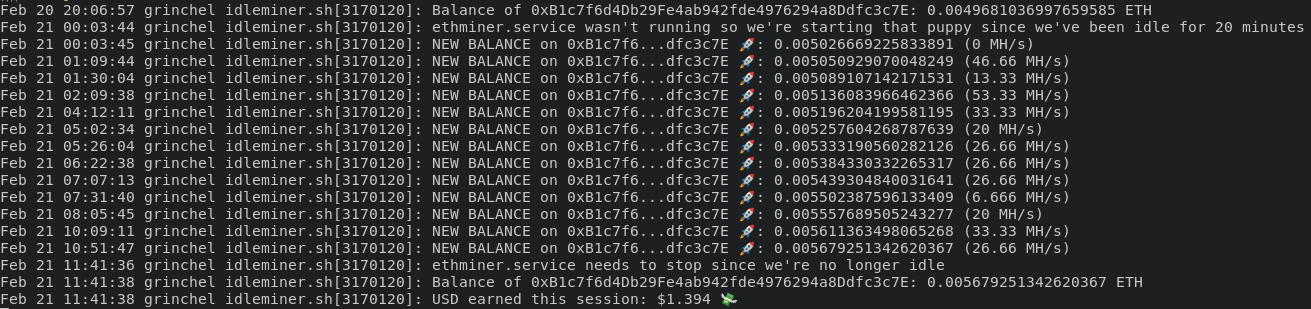 Feb 20 20:06:57 grinchel idleminer.sh[3170120]: Balance of 0xB1c7f6d4Db29Fe4ab942fde4976294a8Ddfc3c7E: 0.0049681036997659585 ETH
Feb 21 00:03:44 grinchel idleminer.sh[3170120]: ethminer.service wasn't running so we're starting that puppy since we've been idle for 20 minutes
Feb 21 00:03:45 grinchel idleminer.sh[3170120]: NEW BALANCE on 0xB1c7f6...dfc3c7E 🚀: 0.005026669225833891 (0 MH/s)
Feb 21 01:09:44 grinchel idleminer.sh[3170120]: NEW BALANCE on 0xB1c7f6...dfc3c7E 🚀: 0.005050929070048249 (46.66 MH/s)
Feb 21 01:30:04 grinchel idleminer.sh[3170120]: NEW BALANCE on 0xB1c7f6...dfc3c7E 🚀: 0.005089107142171531 (13.33 MH/s)
Feb 21 02:09:38 grinchel idleminer.sh[3170120]: NEW BALANCE on 0xB1c7f6...dfc3c7E 🚀: 0.005136083966462366 (53.33 MH/s)
Feb 21 04:12:11 grinchel idleminer.sh[3170120]: NEW BALANCE on 0xB1c7f6...dfc3c7E 🚀: 0.005196204199581195 (33.33 MH/s)
Feb 21 05:02:34 grinchel idleminer.sh[3170120]: NEW BALANCE on 0xB1c7f6...dfc3c7E 🚀: 0.005257604268787639 (20 MH/s)
Feb 21 05:26:04 grinchel idleminer.sh[3170120]: NEW BALANCE on 0xB1c7f6...dfc3c7E 🚀: 0.005333190560282126 (26.66 MH/s)
Feb 21 06:22:38 grinchel idleminer.sh[3170120]: NEW BALANCE on 0xB1c7f6...dfc3c7E 🚀: 0.005384330332265317 (26.66 MH/s)
Feb 21 07:07:13 grinchel idleminer.sh[3170120]: NEW BALANCE on 0xB1c7f6...dfc3c7E 🚀: 0.005439304840031641 (26.66 MH/s)
Feb 21 07:31:40 grinchel idleminer.sh[3170120]: NEW BALANCE on 0xB1c7f6...dfc3c7E 🚀: 0.005502387596133409 (6.666 MH/s)
Feb 21 08:05:45 grinchel idleminer.sh[3170120]: NEW BALANCE on 0xB1c7f6...dfc3c7E 🚀: 0.005557689505243277 (20 MH/s)
Feb 21 10:09:11 grinchel idleminer.sh[3170120]: NEW BALANCE on 0xB1c7f6...dfc3c7E 🚀: 0.005611363498065268 (33.33 MH/s)
Feb 21 10:51:47 grinchel idleminer.sh[3170120]: NEW BALANCE on 0xB1c7f6...dfc3c7E 🚀: 0.005679251342620367 (26.66 MH/s)
Feb 21 11:41:36 grinchel idleminer.sh[3170120]: ethminer.service needs to stop since we're no longer idle
Feb 21 11:41:38 grinchel idleminer.sh[3170120]: Balance of 0xB1c7f6d4Db29Fe4ab942fde4976294a8Ddfc3c7E: 0.005679251342620367 ETH
Feb 21 11:41:38 grinchel idleminer.sh[3170120]: USD earned this session: $1.394 💸